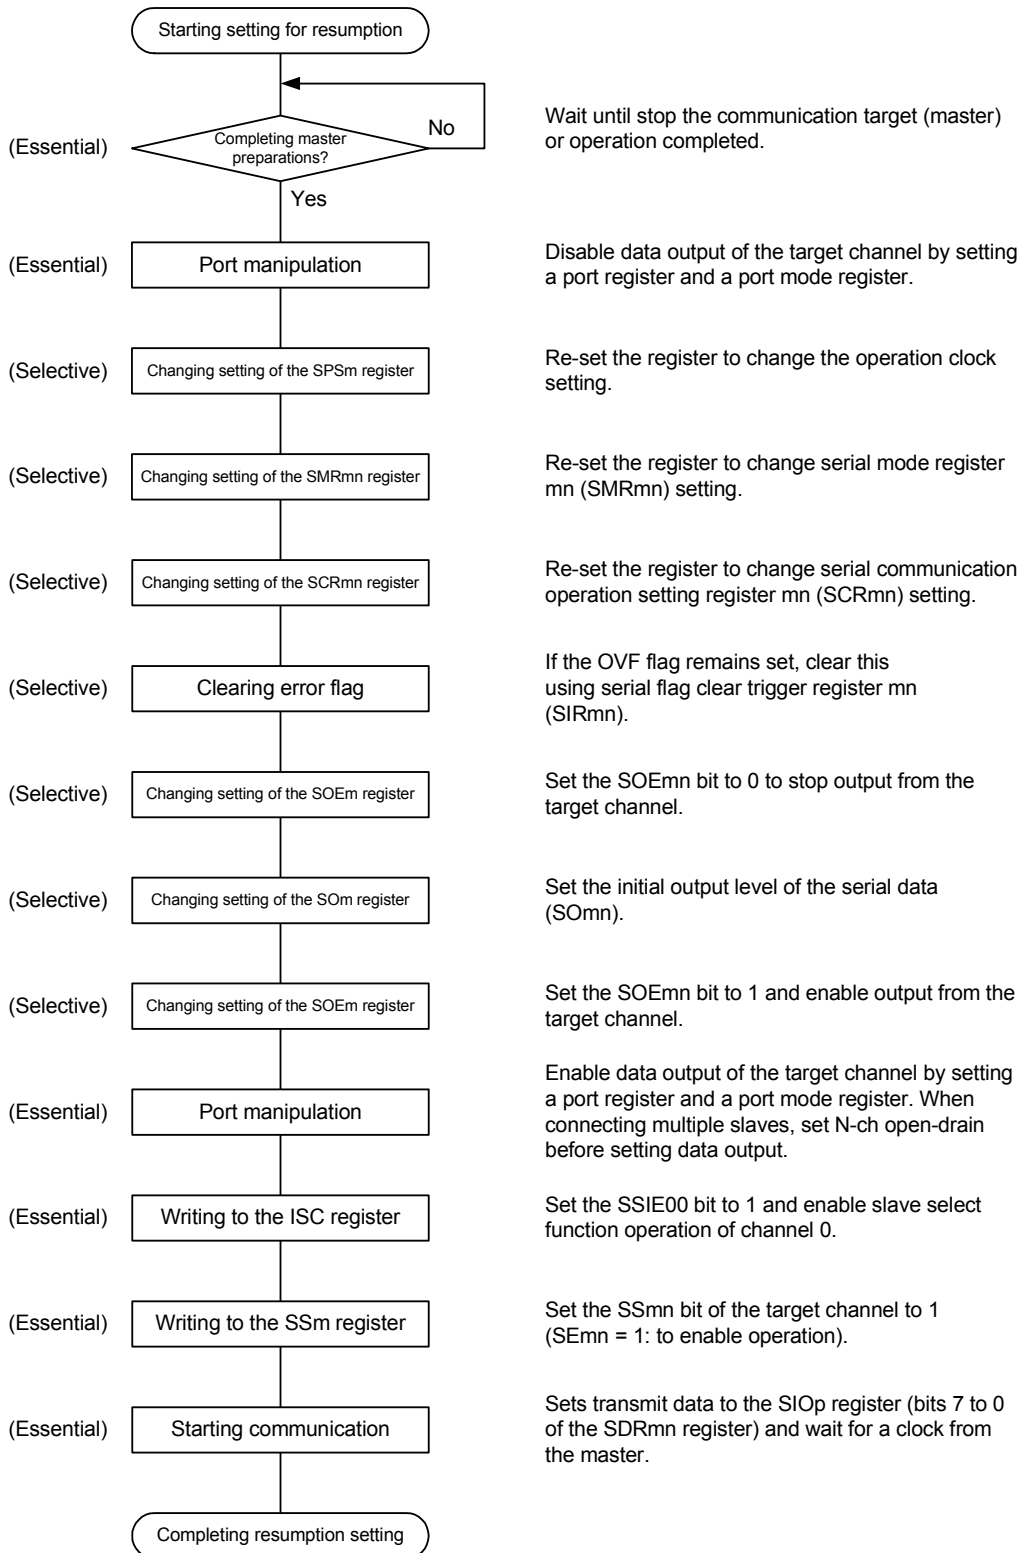 Starting setting for resumption
(Essential)
Completing master
preparations?
No
Yes
Wait until stop the communication target (master)
or operation completed.
(Essential)
Port manipulation
Disable data output of the target channel by setting
a port register and a port mode register.
(Selective)
Changing setting of the SPSm register
Re-set the register to change the operation clock
setting.
(Selective)
Changing setting of the SMRmn register
Re-set the register to change serial mode register
mn (SMRmn) setting.
(Selective)
Changing setting of the SCRmn register
Re-set the register to change serial communication
operation setting register mn (SCRmn) setting.
(Selective)
Clearing error flag
If the OVF flag remains set, clear this
using serial flag clear trigger register mn
(SIRmn).
(Selective)
Changing setting of the SOEm register
Set the SOEmn bit to 0 to stop output from the
target channel.
(Selective)
Changing setting of the SOm register
Set the initial output level of the serial data
(SOmn).
(Selective)
Changing setting of the SOEm register
Set the SOEmn bit to 1 and enable output from the
target channel.
(Essential)
Port manipulation
Enable data output of the target channel by setting
a port register and a port mode register. When
connecting multiple slaves, set N-ch open-drain
before setting data output.
(Essential)
Writing to the ISC register
Set the SSIE00 bit to 1 and enable slave select
function operation of channel 0.
(Essential)
Writing to the SSm register
Set the SSmn bit of the target channel to 1
(SEmn = 1: to enable operation).
(Essential)
Starting communication
Sets transmit data to the SIOp register (bits 7 to 0
of the SDRmn register) and wait for a clock from
the master.
Completing resumption setting